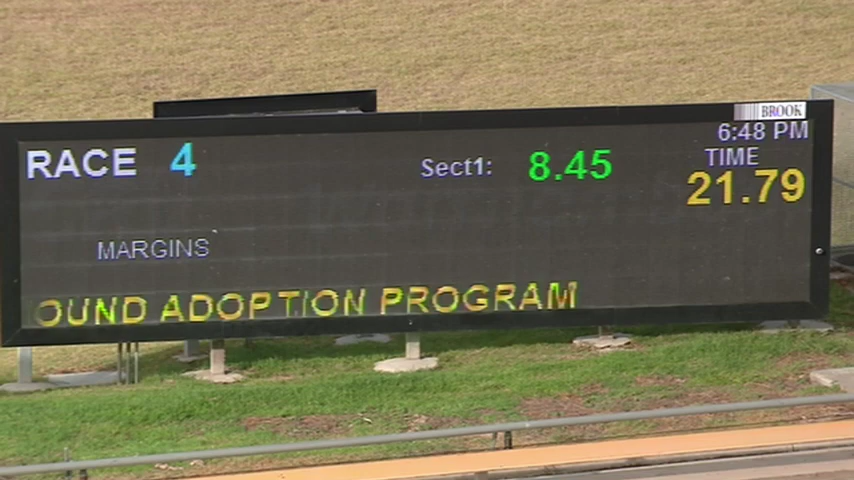 BROOK
6:48 PM
RACE 4 Sect1: 8.45 TIME
21.79
MARGINS
OUND ADOPTION PROGRAM